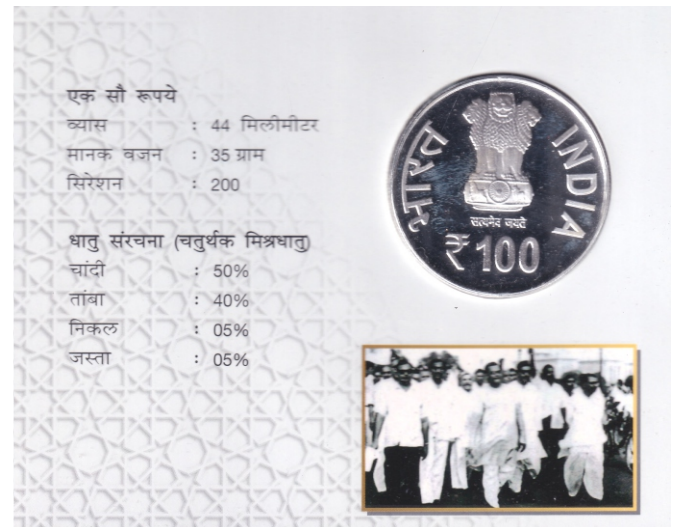 एक सौ रूपये
व्यास : 44 मिलीमीटर
मानक वजन : 35 ग्राम
सिरेशन : 200
धातु संरचना (चतुर्थक मिश्रधातु)
चांदी : 50%
तांबा : 40%
निकल : 05%
जस्ता : 05%
भारत
INDIA
सत्यमेव जयते
₹ 100